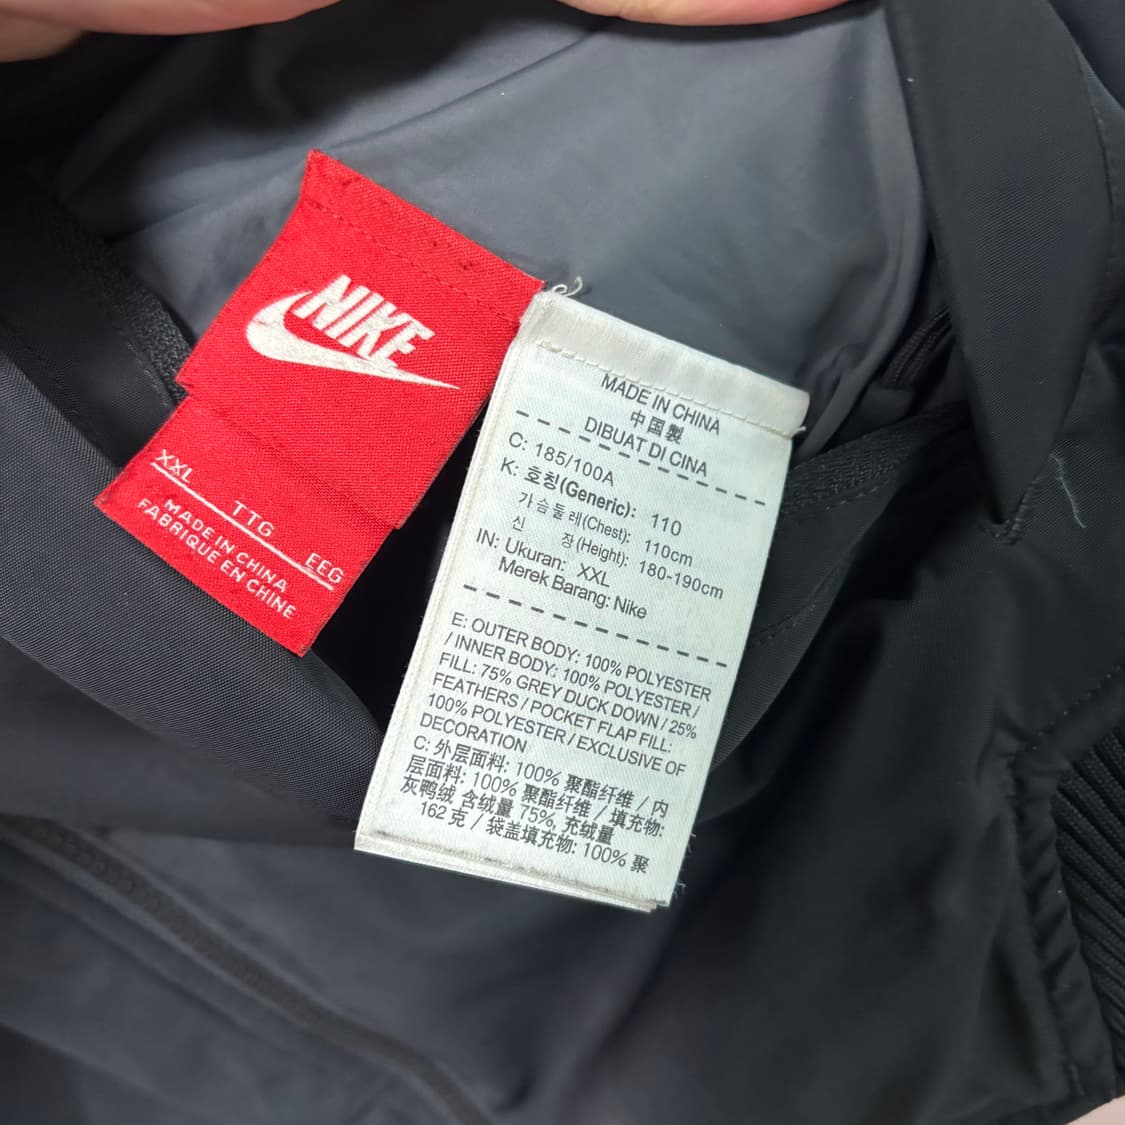 NIKE
XXL TTG EEG
MADE IN CHINA
FABRIQUE EN CHINE
MADE IN CHINA
中国製
DIBUAT DI CINA
C: 185/100A
K: 호칭(Generic): 110
가슴둘레(Chest): 110cm
신 장(Height): 180-190cm
IN: Ukuran: XXL
Merek Barang: Nike
E: OUTER BODY: 100% POLYESTER
/ INNER BODY: 100% POLYESTER /
FILL: 75% GREY DUCK DOWN / 25%
FEATHERS / POCKET FLAP FILL:
100% POLYESTER / EXCLUSIVE OF
DECORATION
C: 外层面料: 100% 聚酯纤维 / 内
层面料: 100% 聚酯纤维 / 填充物:
灰鸭绒 含绒量 75%, 充绒量
162 克 / 袋盖填充物: 100% 聚